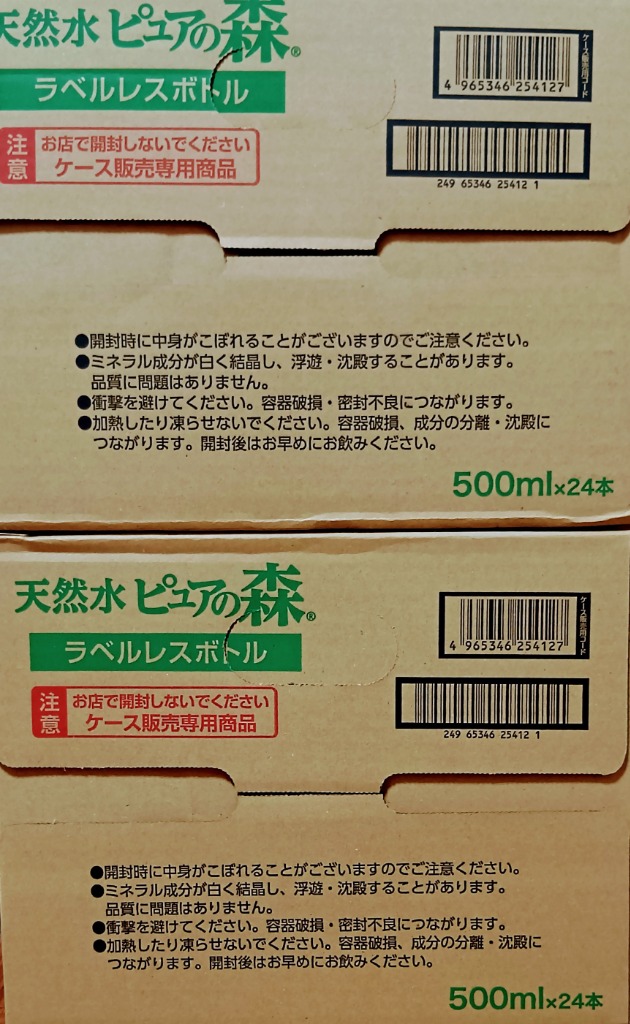 天然水 ピュアの森®
ラベルレスボトル
注意
お店で開封しないでください
ケース販売専用商品
ケース販売用コード
4 965346 254127
249 65346 25412 1
●開封時に中身がこぼれることがございますのでご注意ください。
●ミネラル成分が白く結晶し、浮遊・沈殿することがあります。
品質に問題はありません。
●衝撃を避けてください。容器破損・密封不良につながります。
●加熱したり凍らせないでください。容器破損、成分の分離・沈殿に
つながります。開封後はお早めにお飲みください。
500ml×24本
天然水 ピュアの森®
ラベルレスボトル
注意
お店で開封しないでください
ケース販売専用商品
ケース販売用コード
4 965346 254127
249 65346 25412 1
●開封時に中身がこぼれることがございますのでご注意ください。
●ミネラル成分が白く結晶し、浮遊・沈殿することがあります。
品質に問題はありません。
●衝撃を避けてください。容器破損・密封不良につながります。
●加熱したり凍らせないでください。容器破損、成分の分離・沈殿に
つながります。開封後はお早めにお飲みください。
500ml×24本